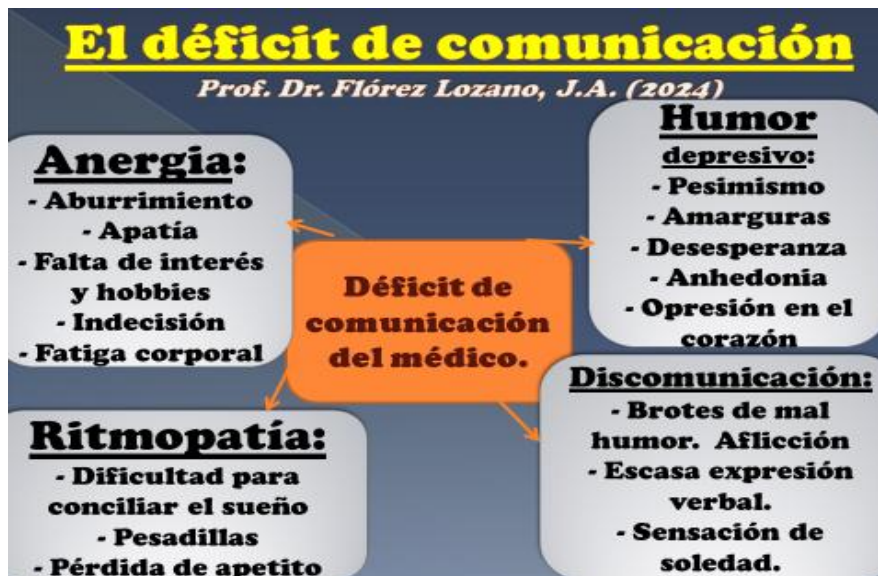 El déficit de comunicación
Prof. Dr. Flórez Lozano, J.A. (2024)
Anergia:
- Aburrimiento
- Apatía
- Falta de interés
y hobbies
- Indecisión
- Fatiga corporal
Humor
depresivo:
- Pesimismo
- Amarguras
- Desesperanza
- Anhedonia
- Opresión en el
corazón
Déficit de
comunicación
del médico.
Ritmopatía:
- Dificultad para
conciliar el sueño
- Pesadillas
- Pérdida de apetito
Discomunicación:
- Brotes de mal
humor. Aflicción
- Escasa expresión
verbal.
- Sensación de
soledad.